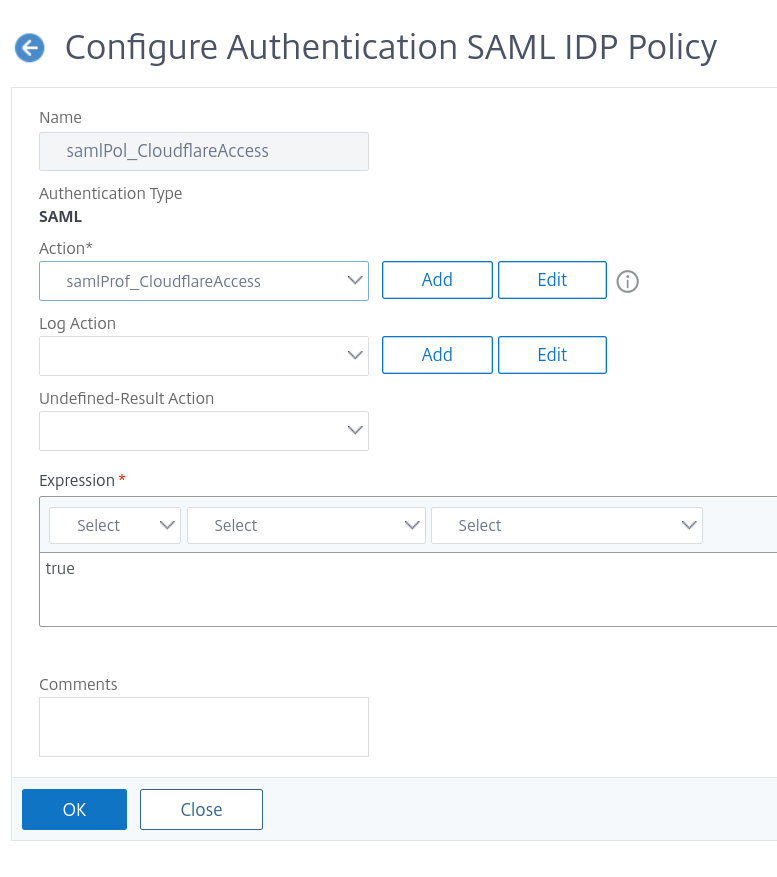 Configure Authentication SAML IDP Policy
Name
samlPol_CloudflareAccess
Authentication Type
SAML
Action*
samlProf_CloudflareAccess Add Edit
Log Action
Add Edit
Undefined-Result Action
Expression *
Select Select Select
true
Comments
OK Close